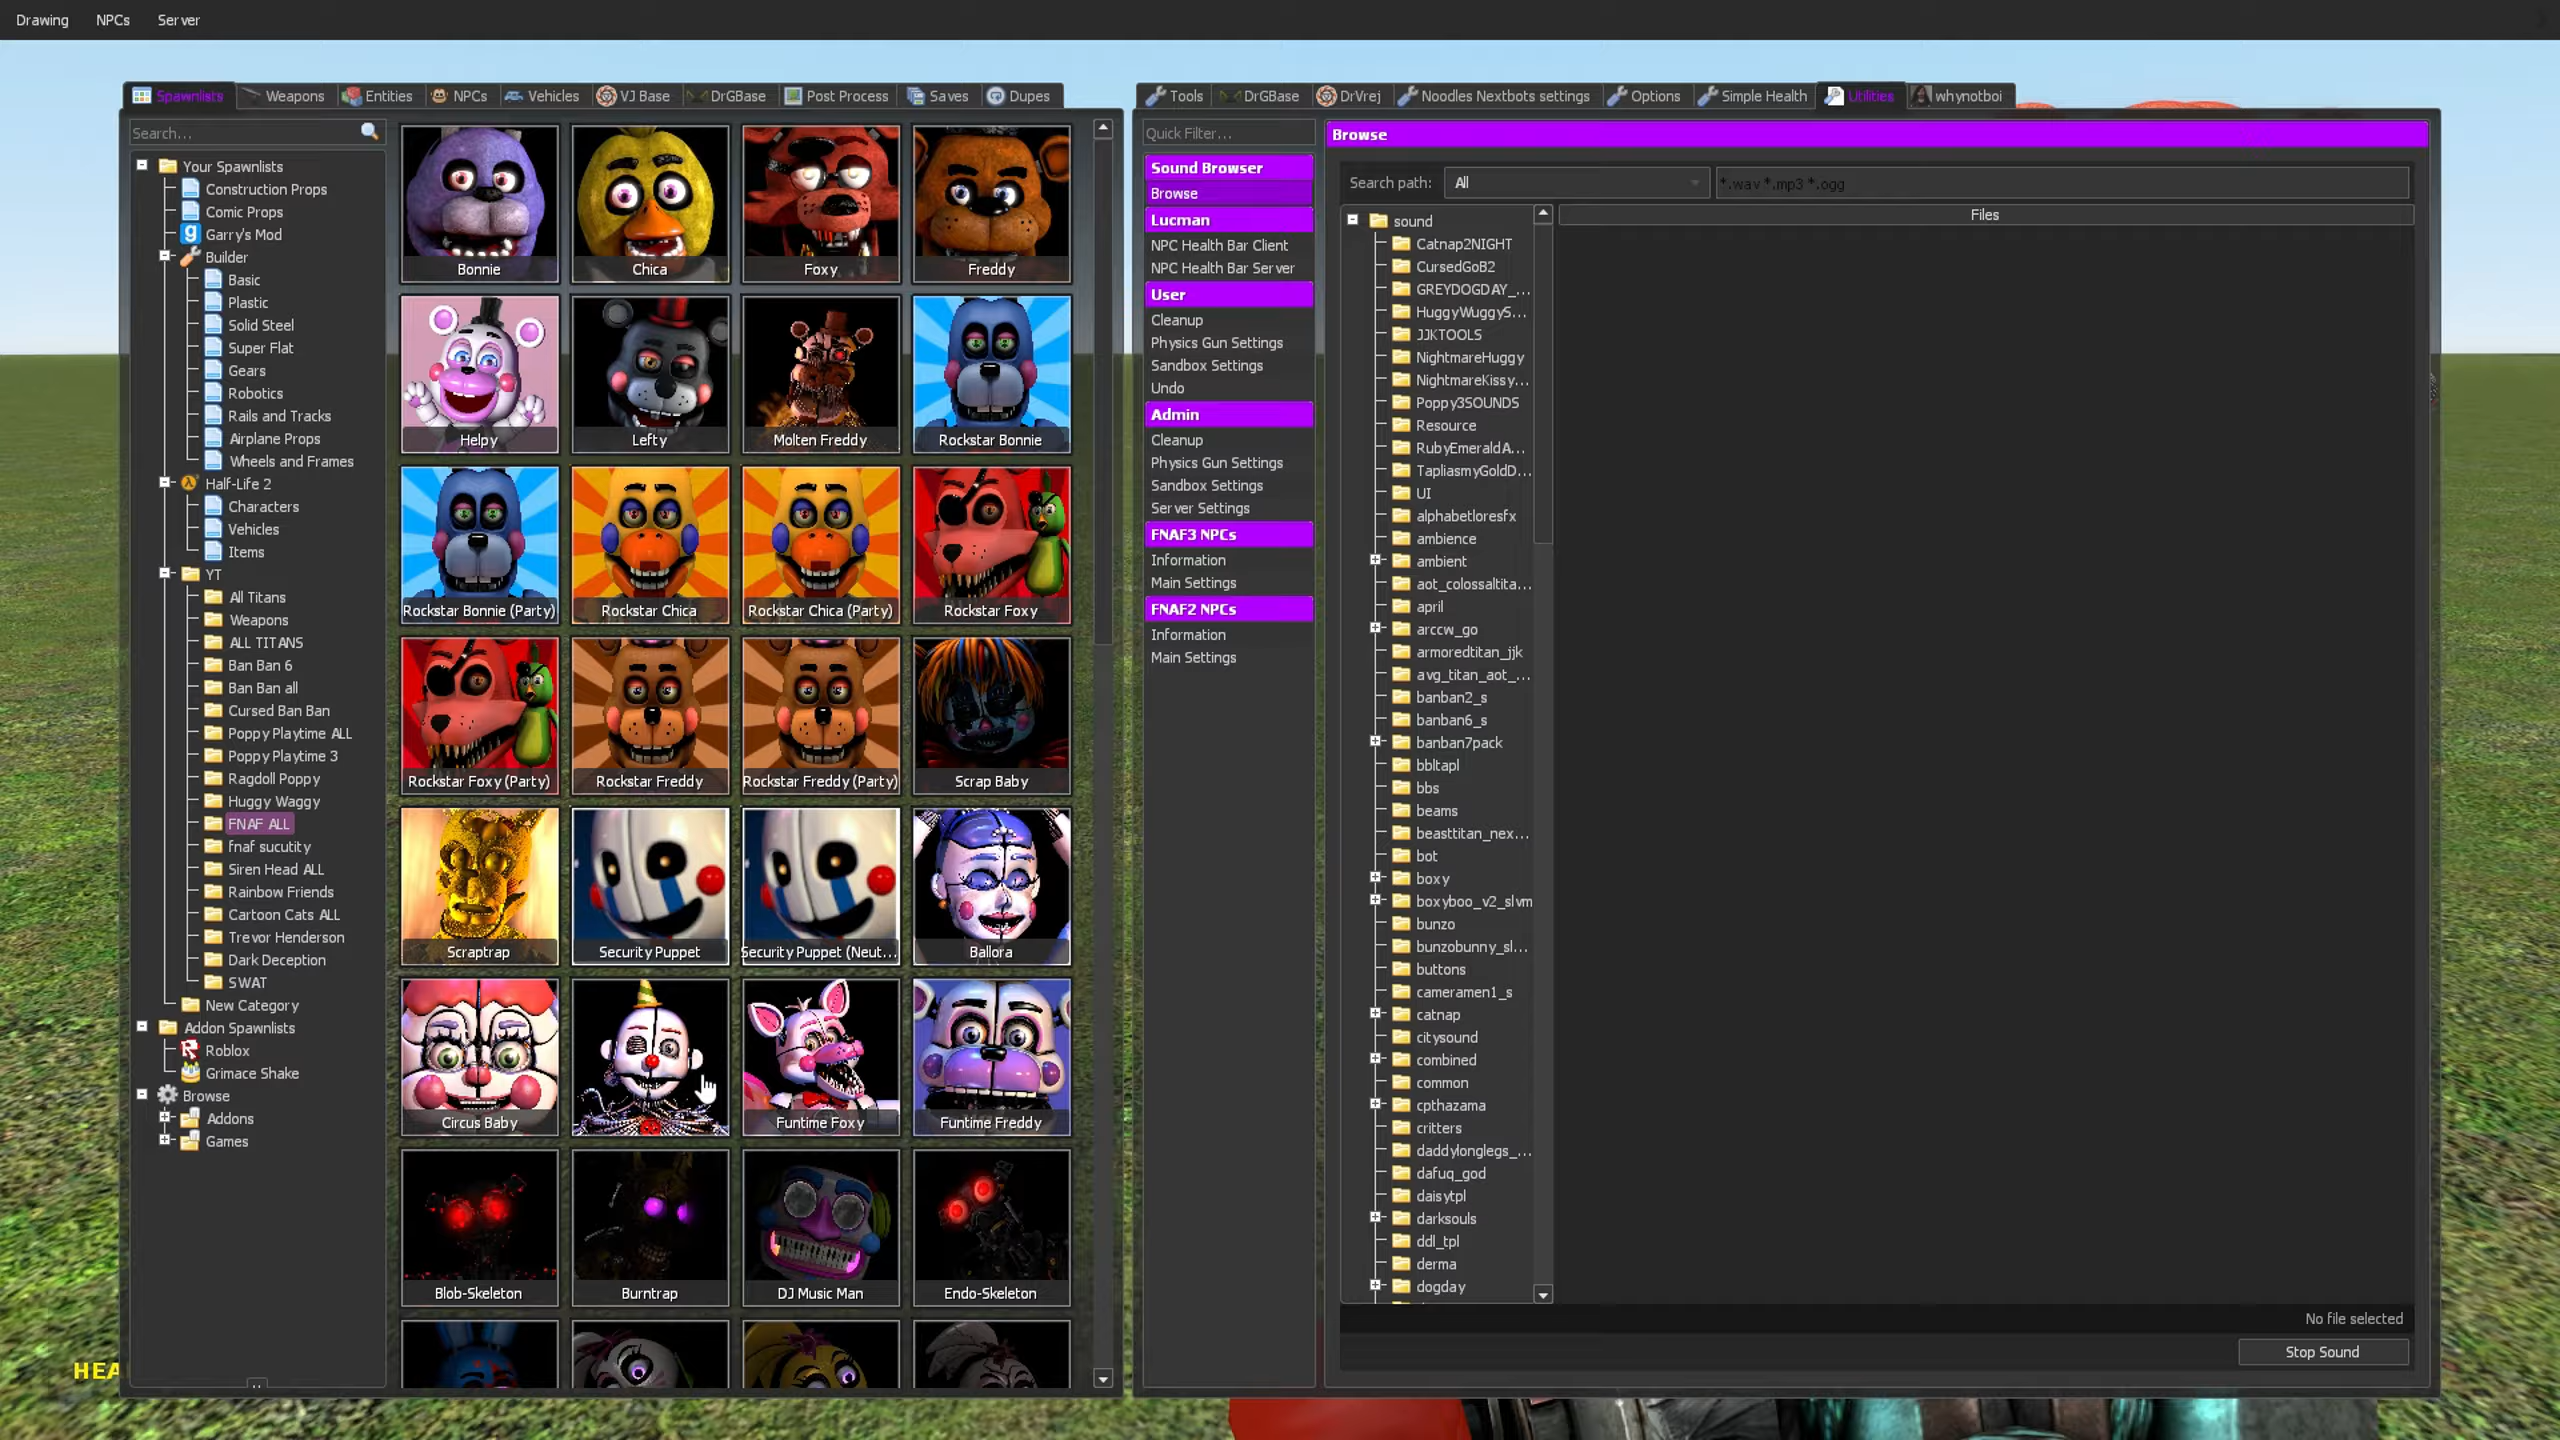 Drawing NPCs Server
Spawnlists Weapons Entities NPCs Vehicles VJ Base DrGBase Post Process Saves Dupes
Search...
Your Spawnlists
Construction Props
Comic Props
Garry's Mod
Builder
Basic
Plastic
Solid Steel
Super Flat
Gears
Robotics
Rails and Tracks
Airplane Props
Wheels and Frames
Half-Life 2
Characters
Vehicles
Items
YT
All Titans
Weapons
ALL TITANS
Ban Ban 6
Ban Ban all
Cursed Ban Ban
Poppy Playtime ALL
Poppy Playtime 3
Ragdoll Poppy
Huggy Waggy
FNAF ALL
fnaf sucutity
Siren Head ALL
Rainbow Friends
Cartoon Cats ALL
Trevor Henderson
Dark Deception
SWAT
New Category
Addon Spawnlists
Roblox
Grimace Shake
Browse
Addons
Games
Bonnie Chica Foxy Freddy
Helpy Lefty Molten Freddy Rockstar Bonnie
Rockstar Bonnie (Party) Rockstar Chica Rockstar Chica (Party) Rockstar Foxy
Rockstar Foxy (Party) Rockstar Freddy Rockstar Freddy (Party) Scrap Baby
Scraptrap Security Puppet Security Puppet (Neut... Ballora
Circus Baby Funtime Foxy Funtime Freddy
Blob-Skeleton Burntrap DJ Music Man Endo-Skeleton
HEA
Tools DrGBase DrVrej Noodles Nextbots settings Options Simple Health Utilities whynotboi
Quick Filter...
Sound Browser
Browse
Lucman
NPC Health Bar Client
NPC Health Bar Server
User
Cleanup
Physics Gun Settings
Sandbox Settings
Undo
Admin
Cleanup
Physics Gun Settings
Sandbox Settings
Server Settings
FNAF3 NPCs
Information
Main Settings
FNAF2 NPCs
Information
Main Settings
Browse
Search path: All *.wav *.mp3 *.ogg
Files
sound
Catnap2NIGHT
CursedGoB2
GREYDOGDAY_...
HuggyWuggyS...
JJKTOOLS
NightmareHuggy
NightmareKissy...
Poppy3SOUNDS
Resource
RubyEmeraldA...
TapliasmyGoldD...
UI
alphabetloresfx
ambience
ambient
aot_colossaltita...
april
arccw_go
armoredtitan_jjk
avg_titan_aot_...
banban2_s
banban6_s
banban7pack
bbltapl
bbs
beams
beasttitan_nex...
bot
boxy
boxyboo_v2_slvm
bunzo
bunzobunny_sl...
buttons
cameramen1_s
catnap
citysound
combined
common
cpthazama
critters
daddylonglegs_...
dafuq_god
daisytpl
darksouls
ddl_tpl
derma
dogday
No file selected
Stop Sound